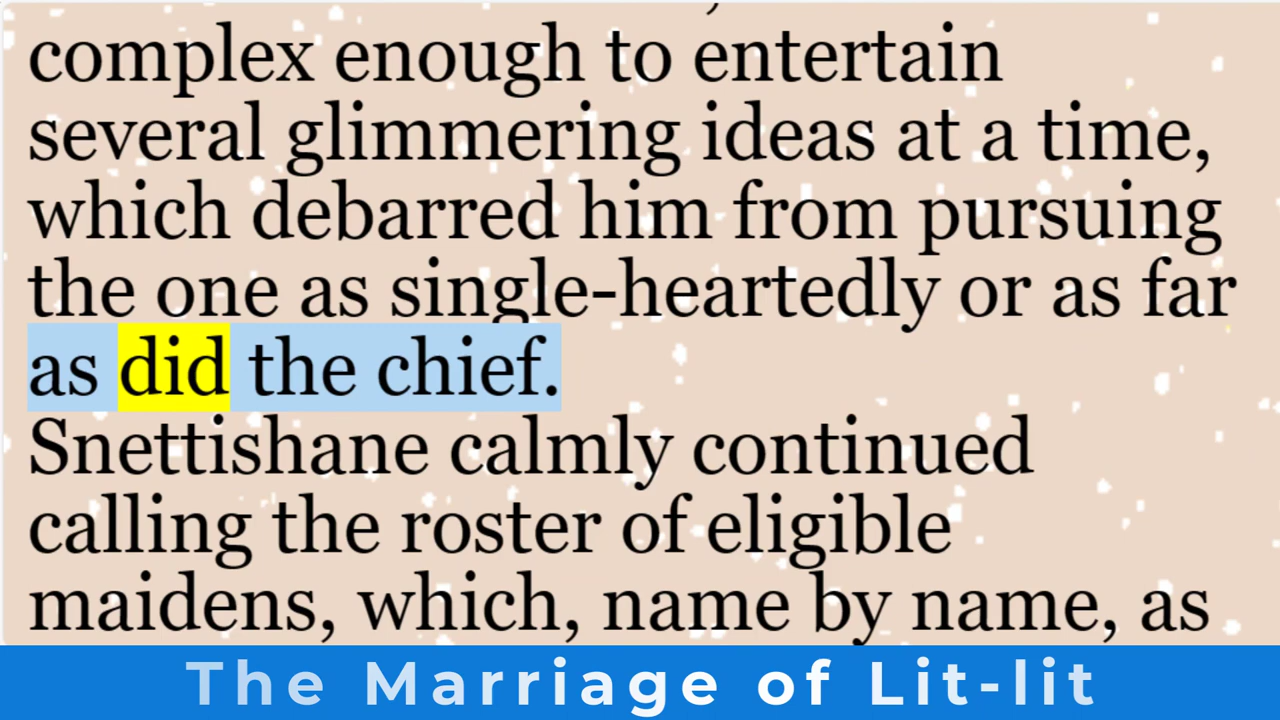 complex enough to entertain
several glimmering ideas at a time,
which debarred him from pursuing
the one as single-heartedly or as far
as did the chief.
Snettishane calmly continued
calling the roster of eligible
maidens, which, name by name, as
The Marriage of Lit-lit